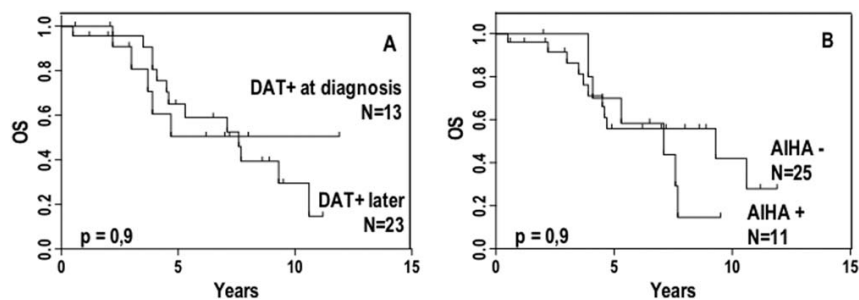 A
1.0
0.8
0.6
0.4
0.2
0.0
OS
DAT+ at diagnosis
N=13
DAT+ later
N=23
p = 0,9
0
5
10
15
Years
B
1.0
0.8
0.6
0.4
0.2
0.0
OS
AIHA -
N=25
AIHA +
N=11
p = 0,9
0
5
10
15
Years